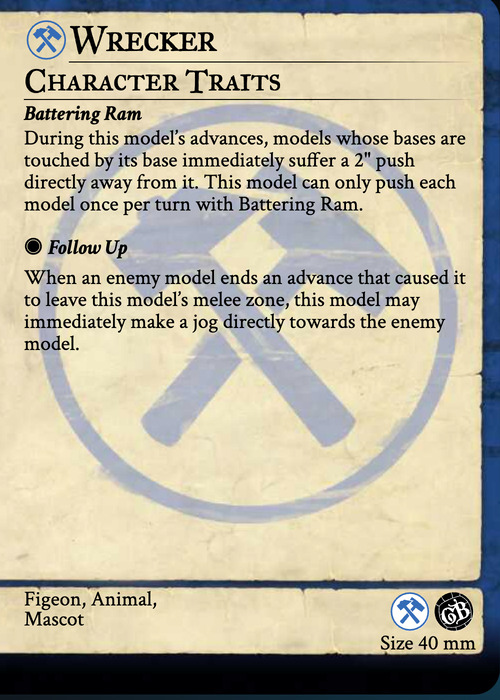 Wrecker
Character Traits
Battering Ram
During this model's advances, models whose bases are
touched by its base immediately suffer a 2" push
directly away from it. This model can only push each
model once per turn with Battering Ram.
Follow Up
When an enemy model ends an advance that caused it
to leave this model's melee zone, this model may
immediately make a jog directly towards the enemy
model.
Figeon, Animal,
Mascot
GB
Size 40 mm